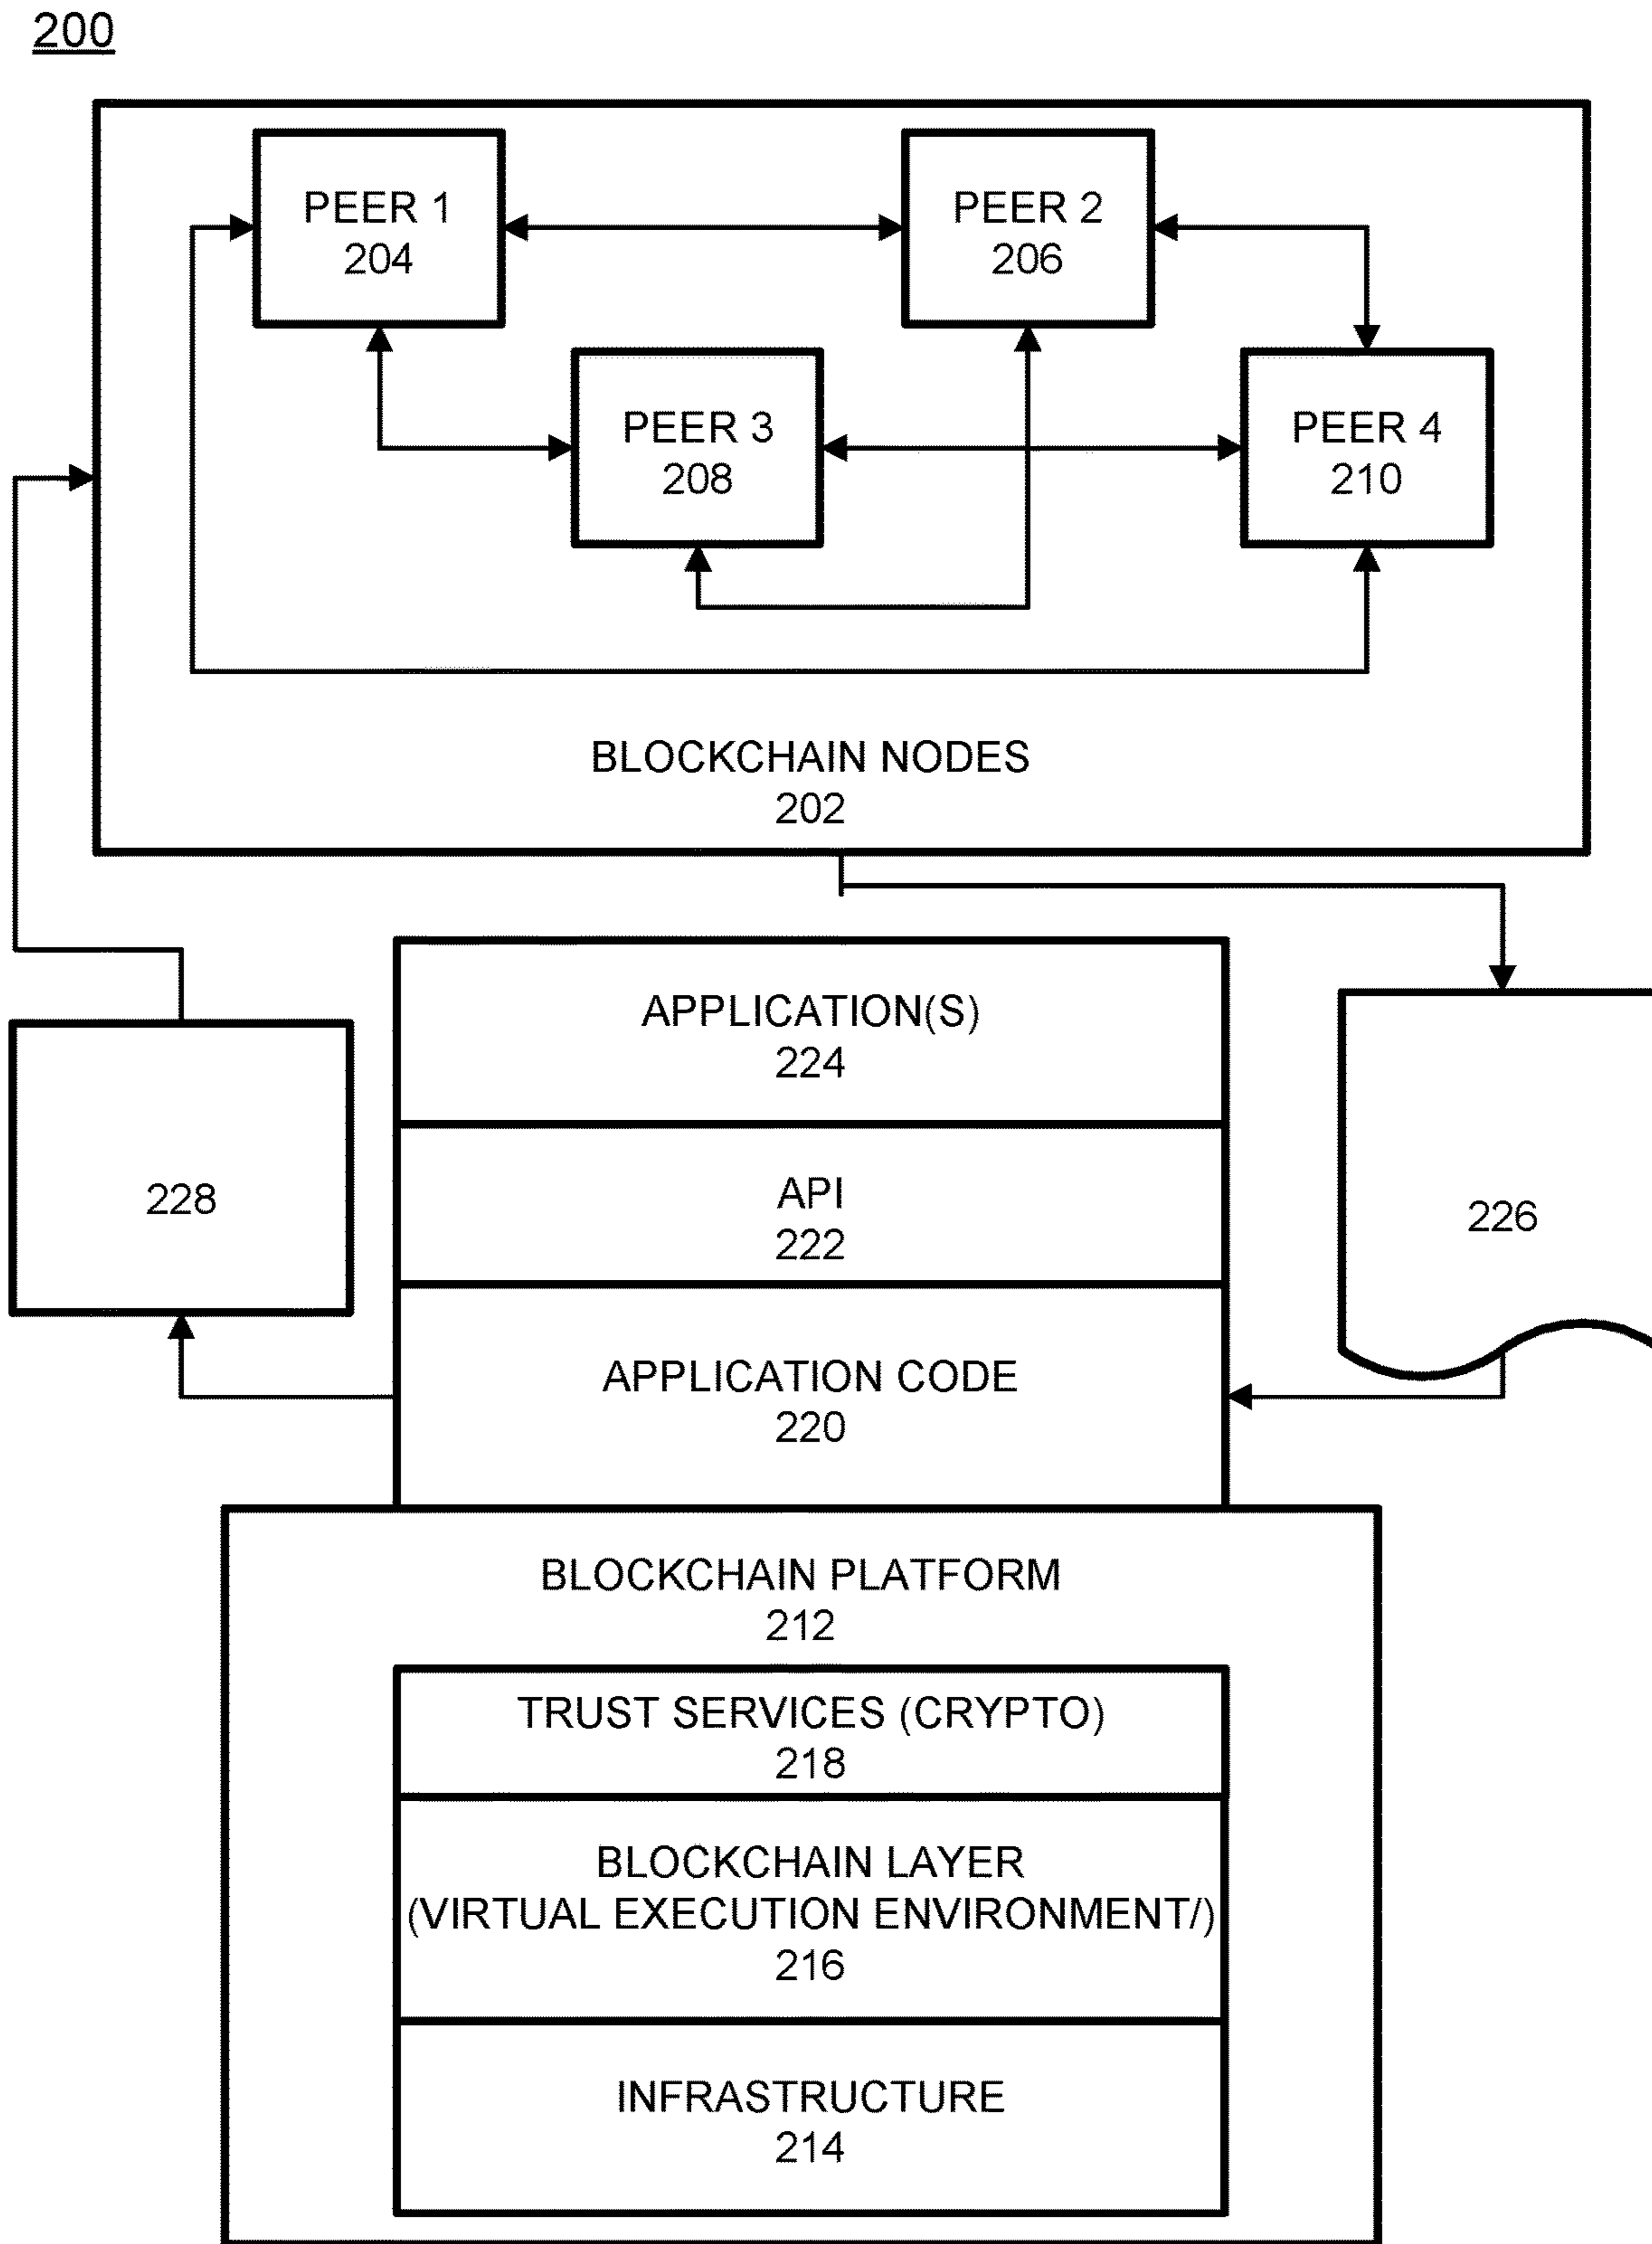 200
PEER 1
204
PEER 2
206
PEER 3
208
PEER 4
210
BLOCKCHAIN NODES
202
APPLICATION(S)
224
API
222
228
226
APPLICATION CODE
220
BLOCKCHAIN PLATFORM
212
TRUST SERVICES (CRYPTO)
218
BLOCKCHAIN LAYER
(VIRTUAL EXECUTION ENVIRONMENT/)
216
INFRASTRUCTURE
214